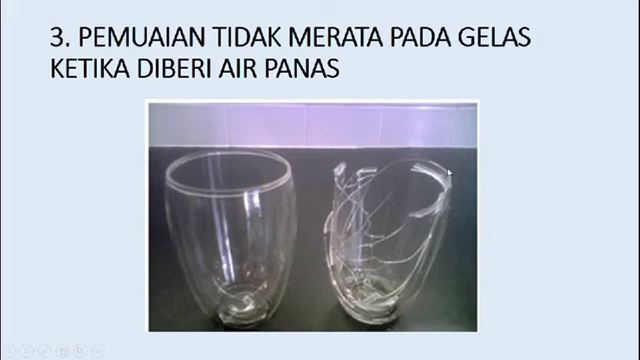 3. PEMUAIAN TIDAK MERATA PADA GELAS
KETIKA DIBERI AIR PANAS